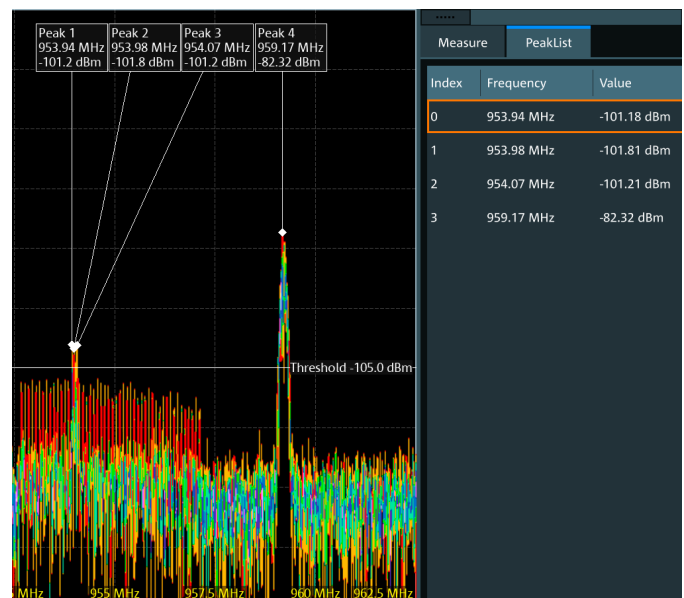 Peak 1
953.94 MHz
-101.2 dBm
Peak 2
953.98 MHz
-101.8 dBm
Peak 3
954.07 MHz
-101.2 dBm
Peak 4
959.17 MHz
-82.32 dBm
Threshold -105.0 dBm
MHz
955 MHz
957.5 MHz
960 MHz
962.5 MHz
Measure
PeakList
Index Frequency Value
0 953.94 MHz -101.18 dBm
1 953.98 MHz -101.81 dBm
2 954.07 MHz -101.21 dBm
3 959.17 MHz -82.32 dBm